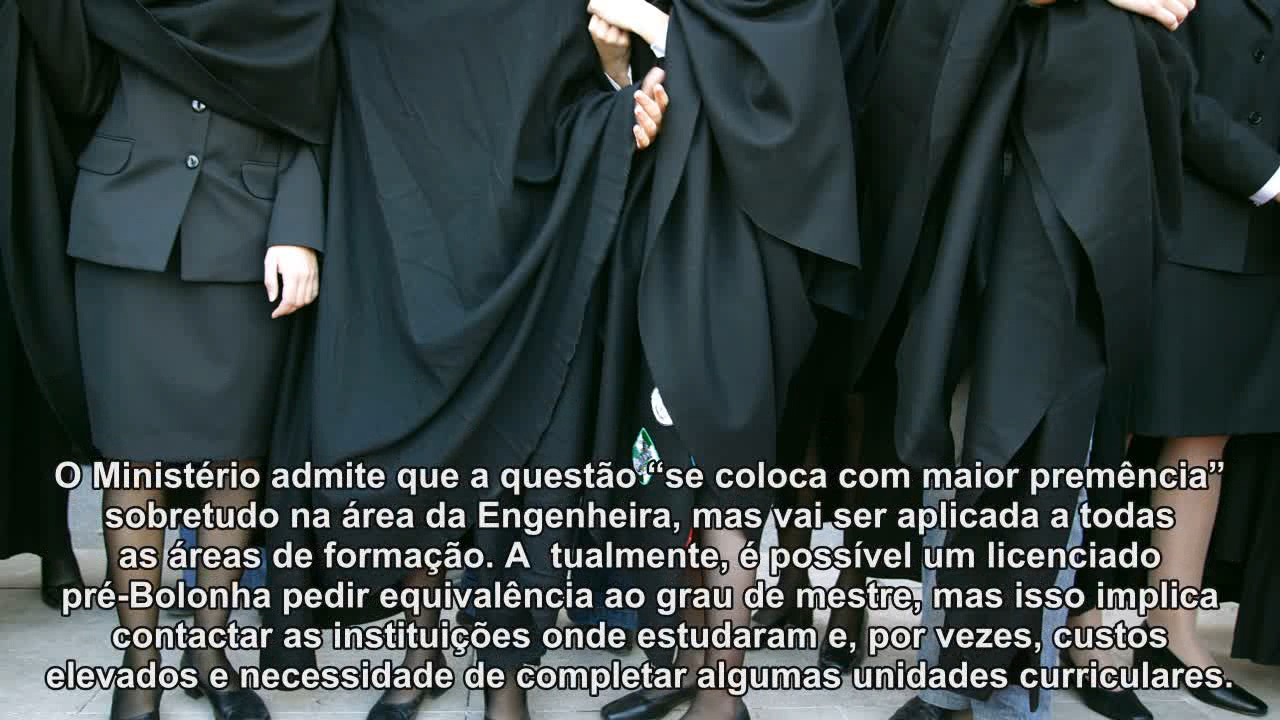 O Ministério admite que a questão “se coloca com maior premência”
sobretudo na área da Engenheira, mas vai ser aplicada a todas
as áreas de formação. A  tualmente, é possível um licenciado
pré-Bolonha pedir equivalência ao grau de mestre, mas isso implica
contactar as instituições onde estudaram e, por vezes, custos
elevados e necessidade de completar algumas unidades curriculares.